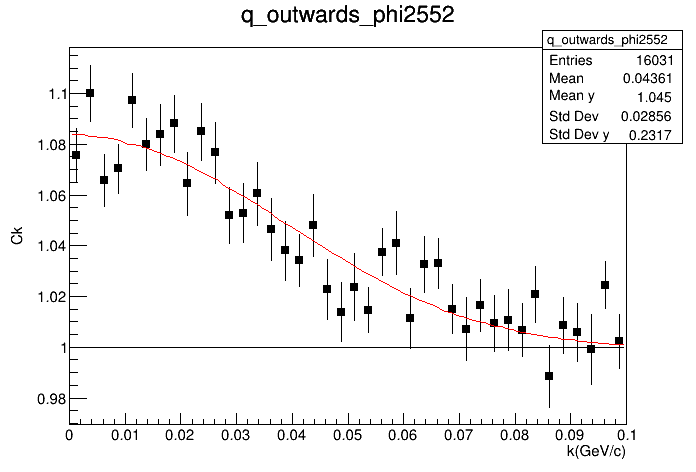 q_outwards_phi2552
q_outwards_phi2552
Entries 16031
Mean 0.04361
Mean y 1.045
Std Dev 0.02856
Std Dev y 0.2317
Ck
1.1
1.08
1.06
1.04
1.02
1
0.98
0 0.01 0.02 0.03 0.04 0.05 0.06 0.07 0.08 0.09 0.1
k(GeV/c)